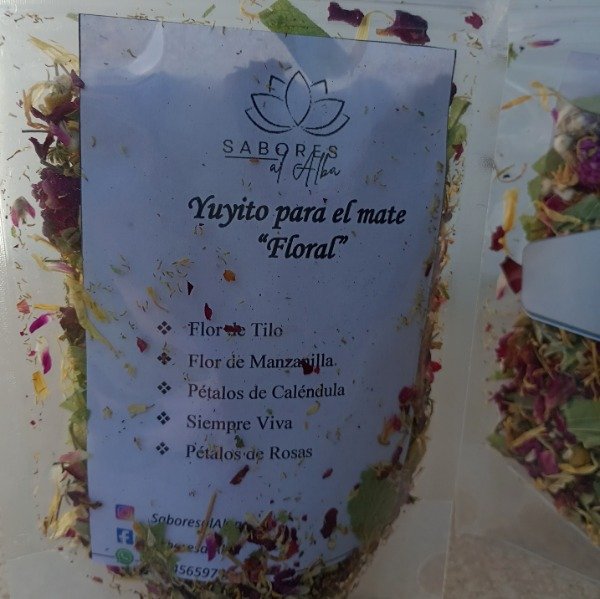 SABORES
al Alba
Yuyito para el mate
"Floral"
Flor de Tilo
Flor de Manzanilla
Pétalos de Caléndula
Siempre Viva
Pétalos de Rosas